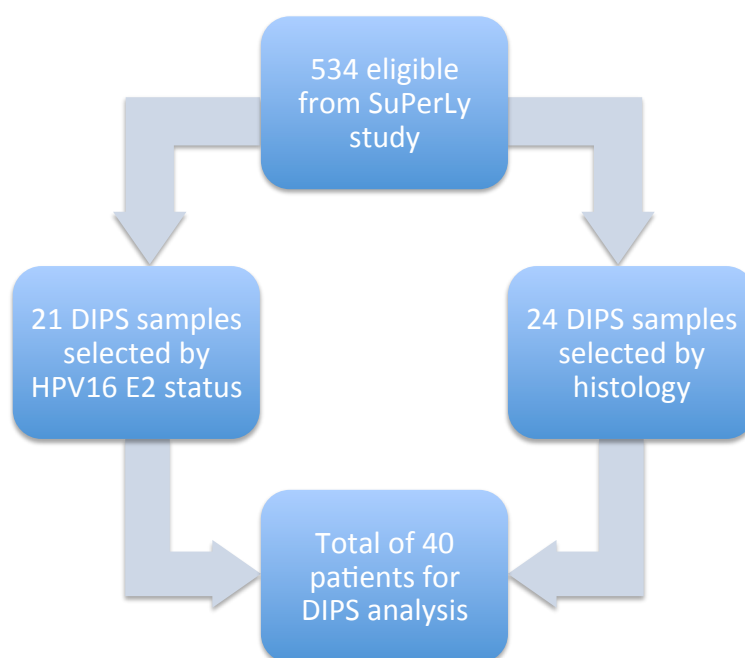 534 eligible
from SuPerLy
study
21 DIPS samples
selected by
HPV16 E2 status
24 DIPS samples
selected by
histology
Total of 40
patients for
DIPS analysis